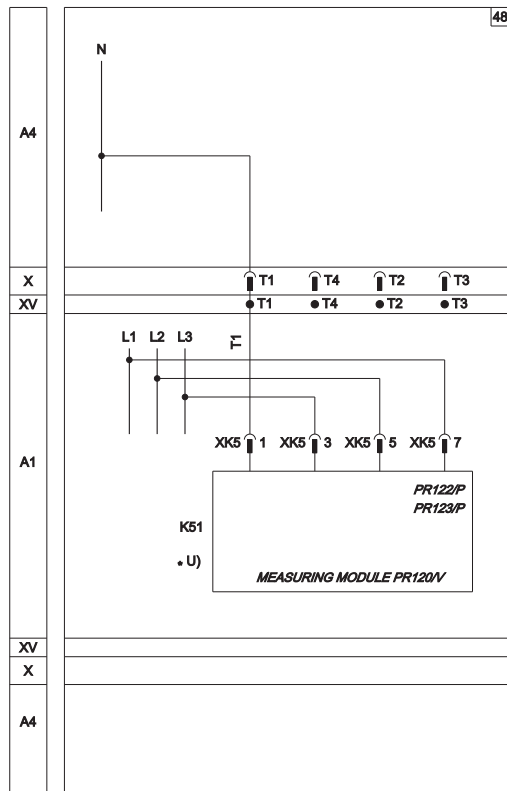 48
N
A4
X T1 T4 T2 T3
XV T1 T4 T2 T3
L1 L2 L3 T1
XK5 1 XK5 3 XK5 5 XK5 7
A1
PR122/P
PR123/P
K51
* U)
MEASURING MODULE PR120/V
XV
X
A4